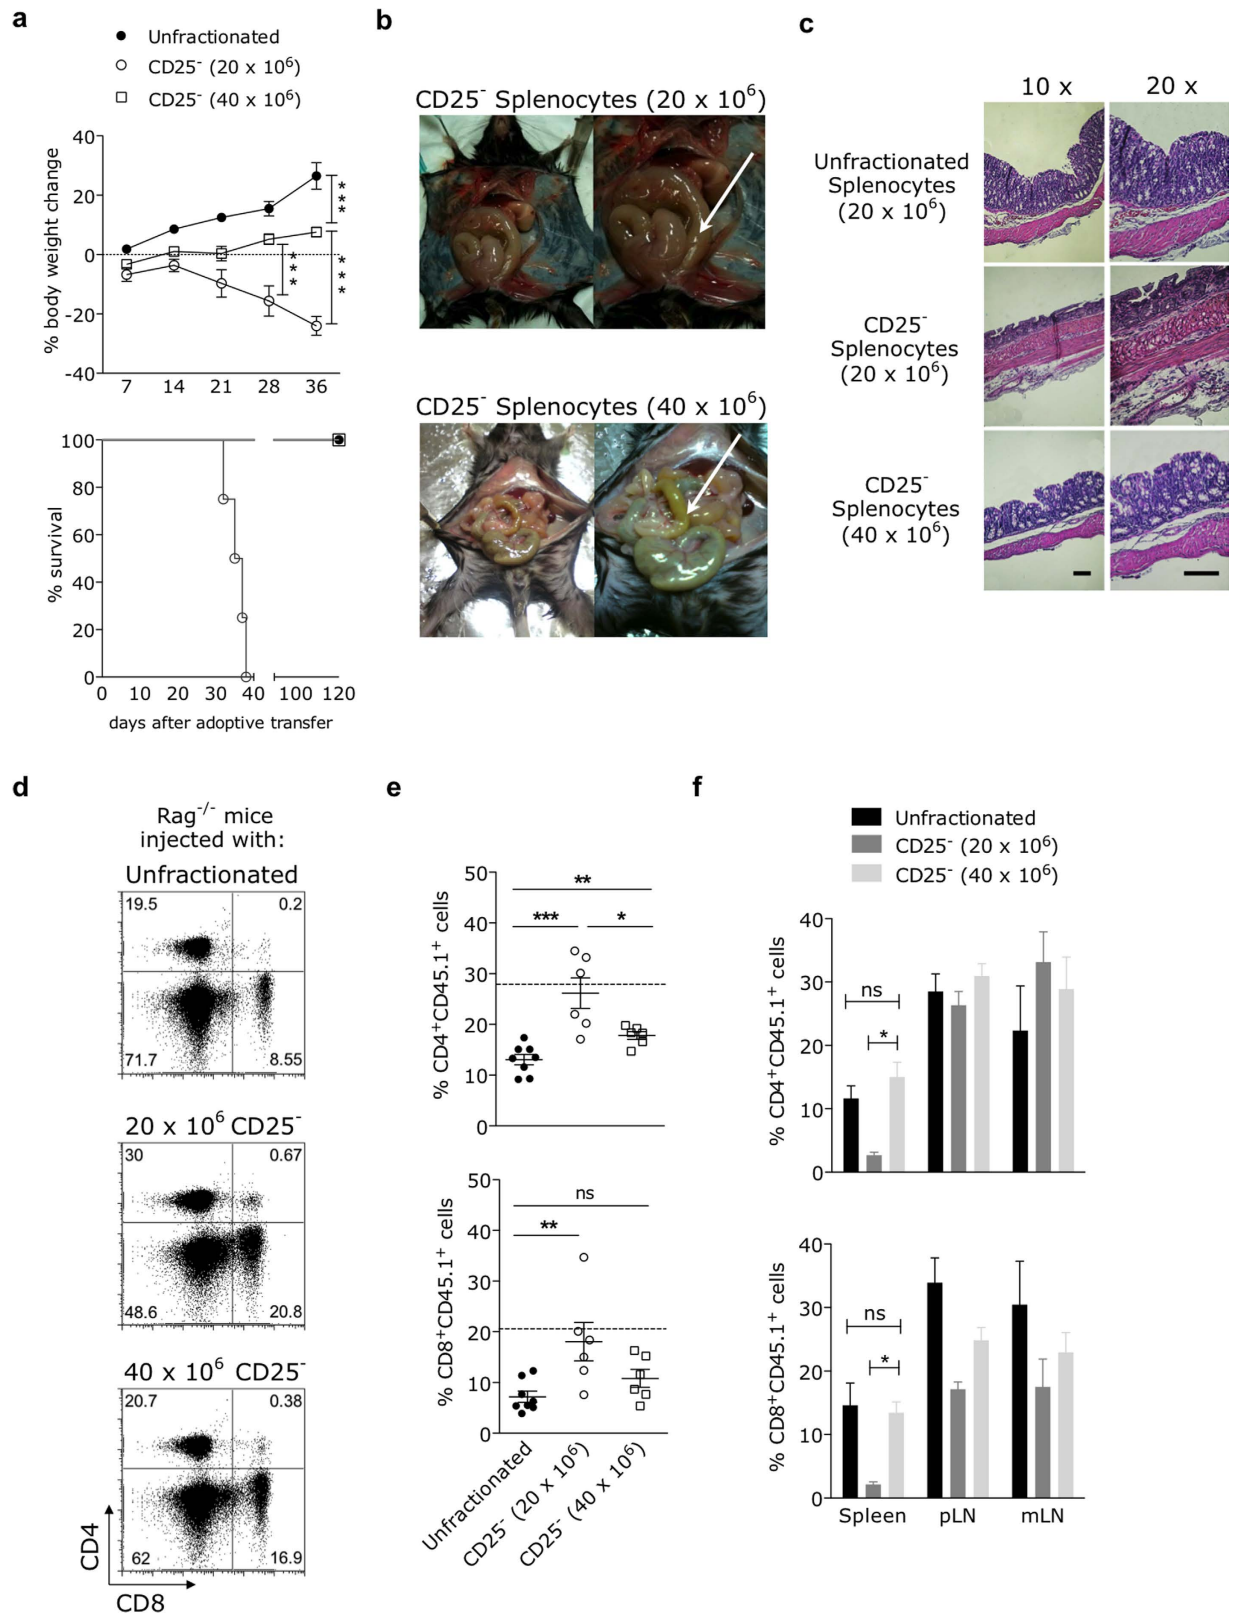 a
Unfractionated
CD25⁻ (20 x 10⁶)
CD25⁻ (40 x 10⁶)
% body weight change
40
20
0
-20
-40
***
***
***
7 14 21 28 36
% survival
100
80
60
40
20
0
0 10 20 30 40 100 120
days after adoptive transfer
b
CD25⁻ Splenocytes (20 x 10⁶)
CD25⁻ Splenocytes (40 x 10⁶)
c
10 x 20 x
Unfractionated
Splenocytes
(20 x 10⁶)
CD25⁻
Splenocytes
(20 x 10⁶)
CD25⁻
Splenocytes
(40 x 10⁶)
d
Rag⁻/⁻ mice
injected with:
Unfractionated
19.5 0.2
71.7 8.55
20 x 10⁶ CD25⁻
30 0.67
48.6 20.8
40 x 10⁶ CD25⁻
20.7 0.38
62 16.9
CD4
CD8
e
% CD4⁺CD45.1⁺ cells
50
40
30
20
10
0
**
*** *
% CD8⁺CD45.1⁺ cells
50
40
30
20
10
0
ns
**
Unfractionated
CD25⁻ (20 x 10⁶)
CD25⁻ (40 x 10⁶)
f
Unfractionated
CD25⁻ (20 x 10⁶)
CD25⁻ (40 x 10⁶)
% CD4⁺CD45.1⁺ cells
40
30
20
10
0
ns
*
% CD8⁺CD45.1⁺ cells
40
30
20
10
0
ns
*
Spleen pLN mLN